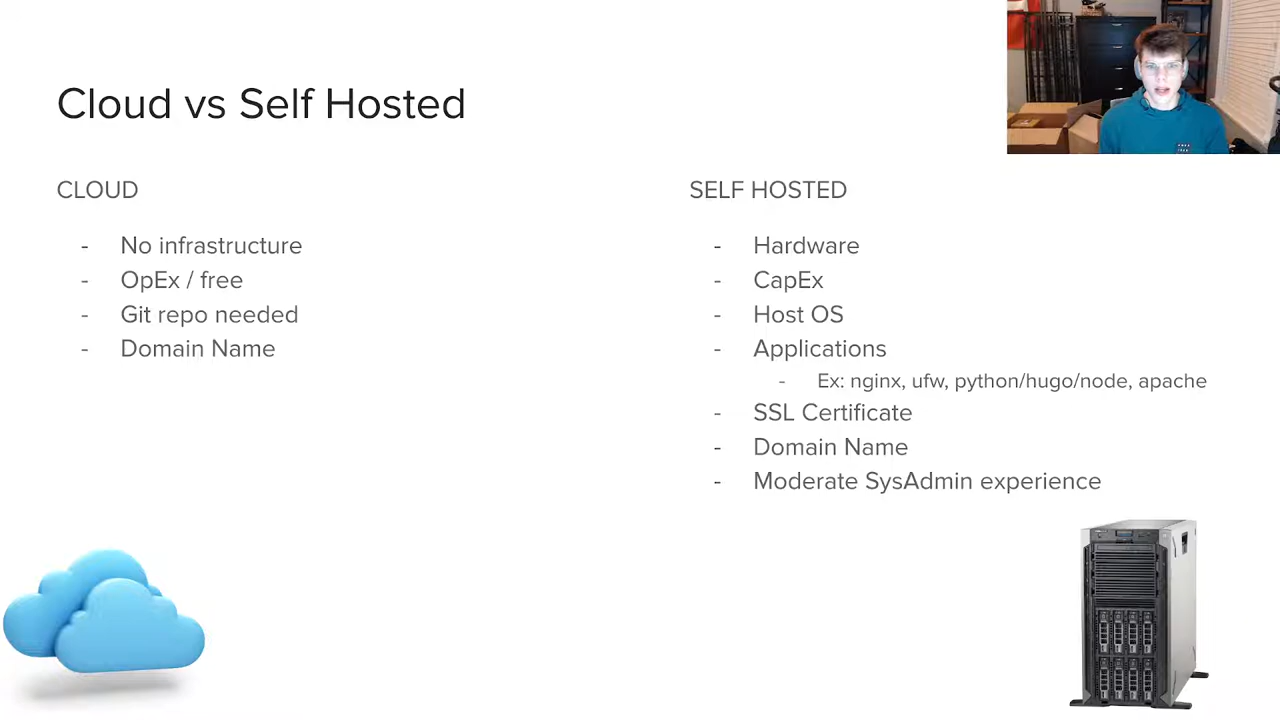 Cloud vs Self Hosted
CLOUD
- No infrastructure
- OpEx / free
- Git repo needed
- Domain Name
SELF HOSTED
- Hardware
- CapEx
- Host OS
- Applications
- Ex: nginx, ufw, python/hugo/node, apache
- SSL Certificate
- Domain Name
- Moderate SysAdmin experience